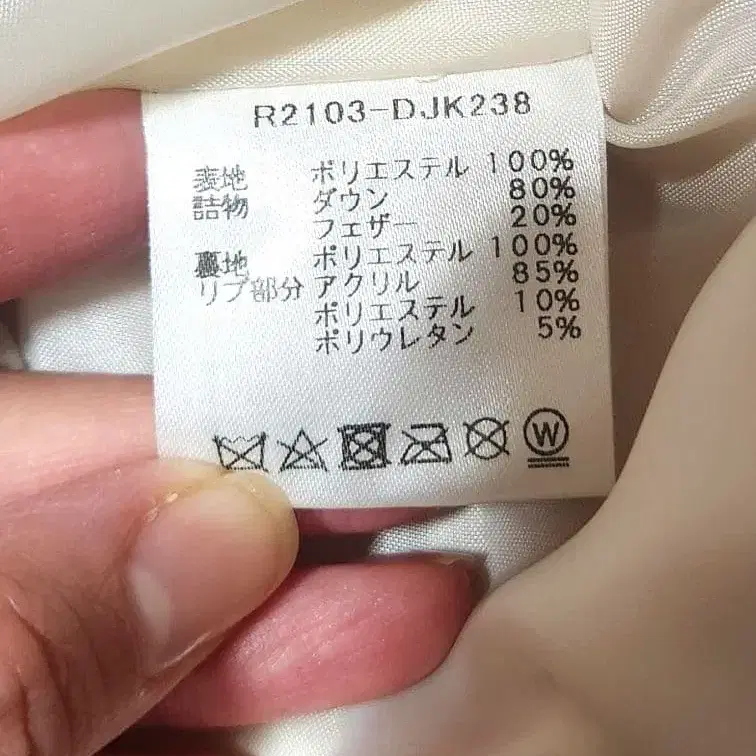 R2103-DJK238
表地 ポリエステル 100%
詰物 ダウン 80%
フェザー 20%
裏地 ポリエステル 100%
リブ部分 アクリル 85%
ポリエステル 10%
ポリウレタン 5%
W